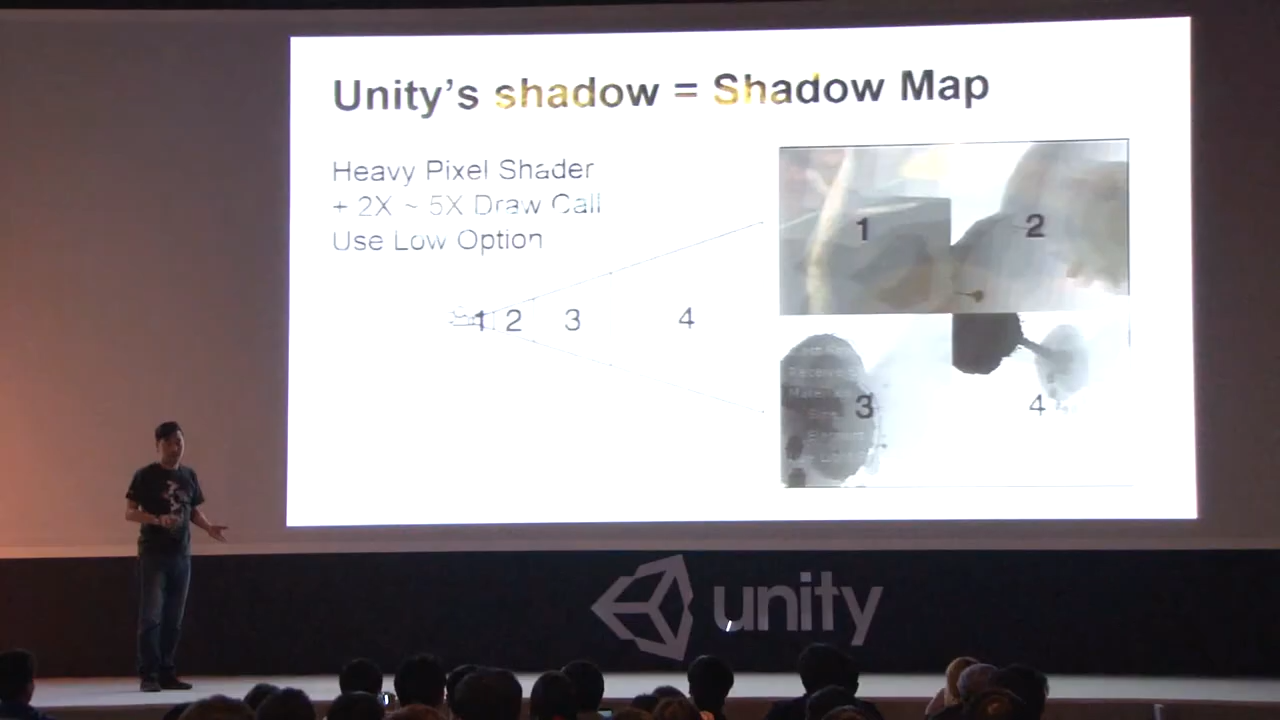 Unity's shadow = Shadow Map
Heavy Pixel Shader
+ 2X ~ 5X Draw Call
Use Low Option
1 2 3 4
1 2
3 4
unity